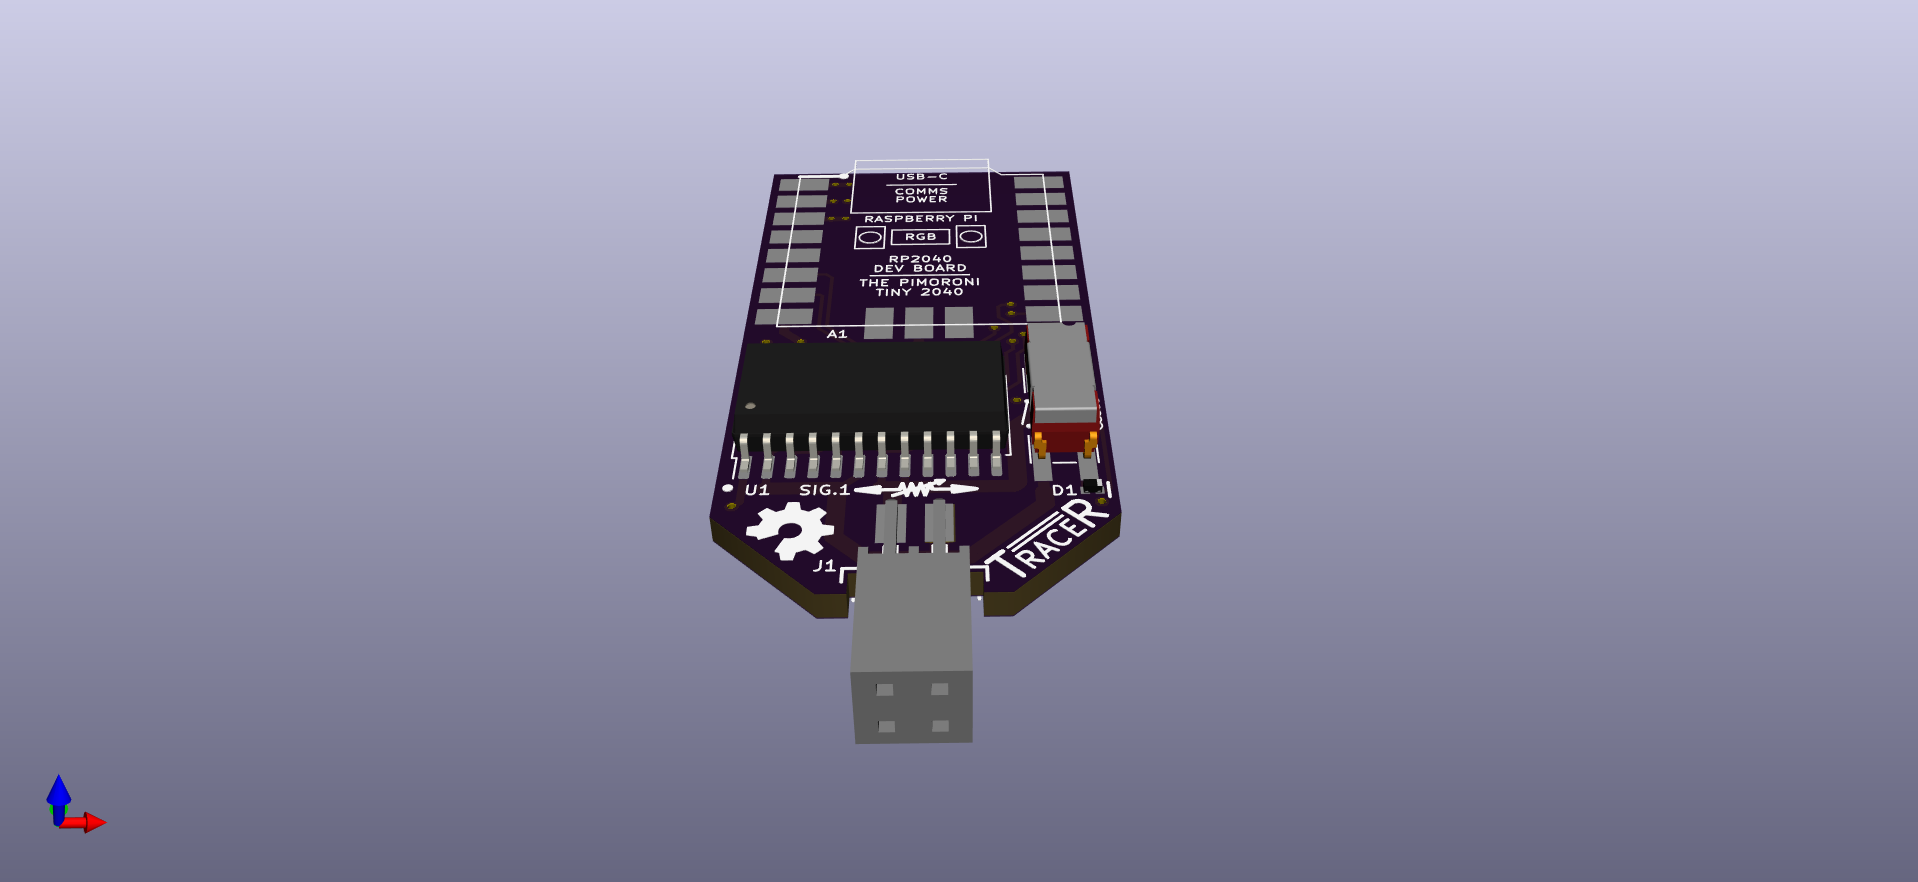 USB-C
COMMS
POWER
RASPBERRY PI
RGB
RP2040
DEV BOARD
THE PIMORONI
TINY 2040
A1
U1 SIG.1
D1
TRACER
J1